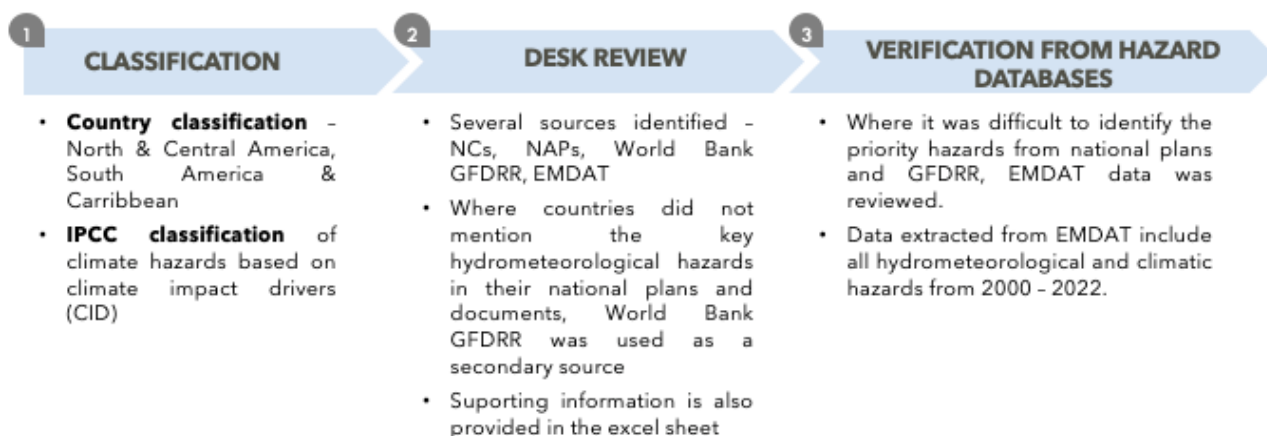 1
CLASSIFICATION
• Country classification –
North & Central America,
South America &
Carribbean
• IPCC classification of
climate hazards based on
climate impact drivers
(CID)
2
DESK REVIEW
• Several sources identified –
NCs, NAPs, World Bank
GFDRR, EMDAT
• Where countries did not
mention the key
hydrometeorological hazards
in their national plans and
documents, World Bank
GFDRR was used as a
secondary source
• Suporting information is also
provided in the excel sheet
3
VERIFICATION FROM HAZARD
DATABASES
• Where it was difficult to identify the
priority hazards from national plans
and GFDRR, EMDAT data was
reviewed.
• Data extracted from EMDAT include
all hydrometeorological and climatic
hazards from 2000 – 2022.